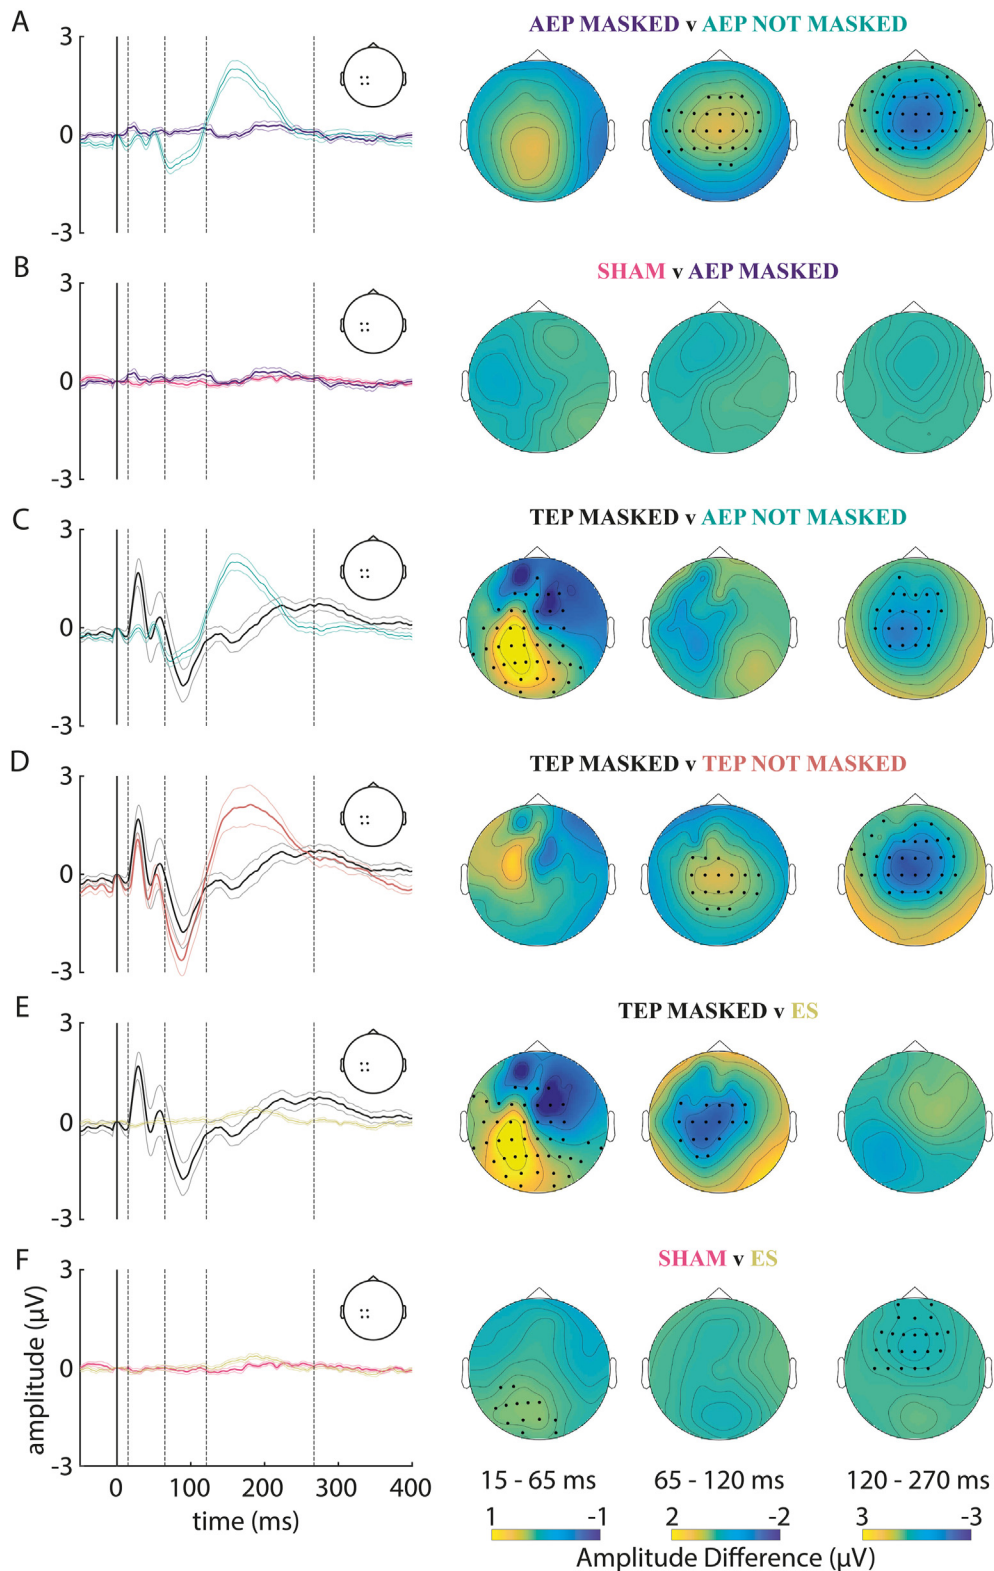 A
AEP MASKED v AEP NOT MASKED
3
0
-3
B
SHAM v AEP MASKED
3
0
-3
C
TEP MASKED v AEP NOT MASKED
3
0
-3
D
TEP MASKED v TEP NOT MASKED
3
0
-3
E
TEP MASKED v ES
3
0
-3
F
SHAM v ES
3
0
-3
amplitude (µV)
0 100 200 300 400
time (ms)
15 - 65 ms 65 - 120 ms 120 - 270 ms
1 -1 2 -2 3 -3
Amplitude Difference (µV)